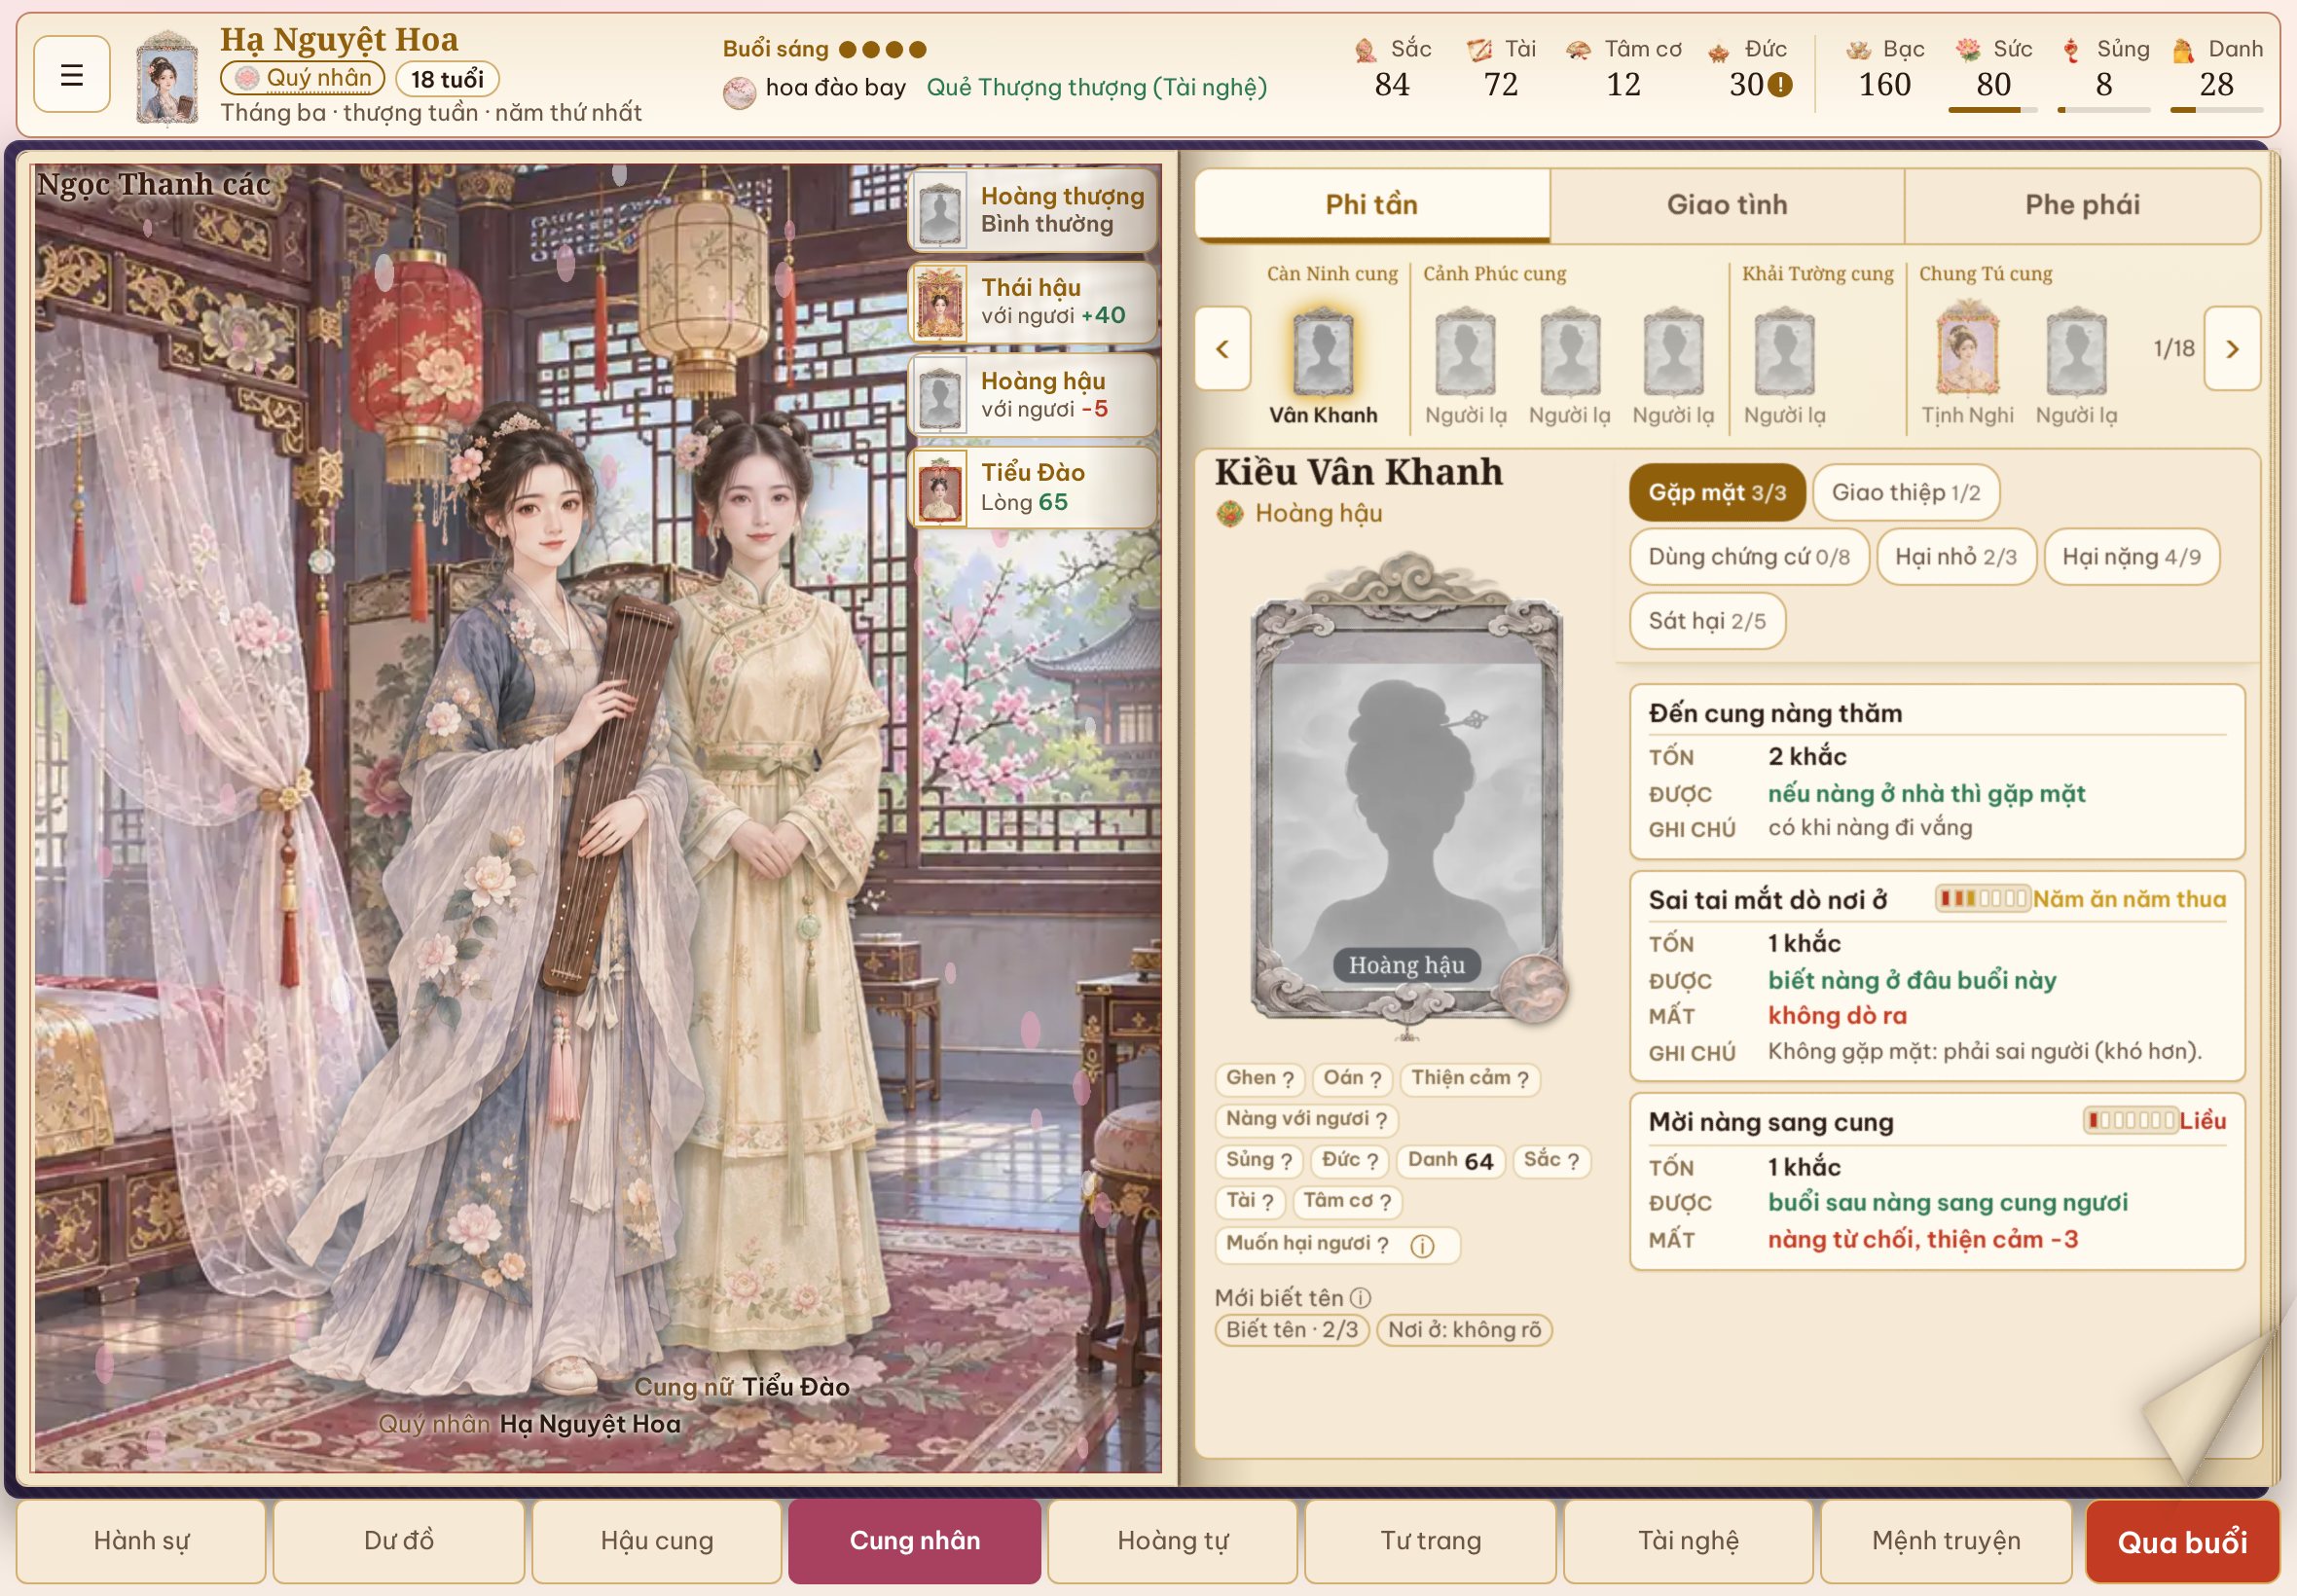 Hạ Nguyệt Hoa
Quý nhân
18 tuổi
Tháng ba · thượng tuần · năm thứ nhất
Buổi sáng
hoa đào bay
Quẻ Thượng thượng (Tài nghệ)
Sắc
84
Tài
72
Tâm cơ
12
Đức
30
Bạc
160
Sức
80
Sủng
8
Danh
28
Ngọc Thanh các
Hoàng thượng
Bình thường
Thái hậu
với ngươi +40
Hoàng hậu
với ngươi -5
Tiểu Đào
Lòng 65
Cung nữ Tiểu Đào
Quý nhân Hạ Nguyệt Hoa
Phi tần
Giao tình
Phe phái
Càn Ninh cung
Cảnh Phúc cung
Khải Tường cung
Chung Tú cung
Vân Khanh
Người lạ
Người lạ
Người lạ
Người lạ
Tịnh Nghi
Người lạ
1/18
Kiều Vân Khanh
Hoàng hậu
Hoàng hậu
Ghen ?
Oán ?
Thiện cảm ?
Nàng với ngươi ?
Sủng ?
Đức ?
Danh 64
Sắc ?
Tài ?
Tâm cơ ?
Muốn hại ngươi ?
Mới biết tên
Biết tên · 2/3
Nơi ở: không rõ
Gặp mặt 3/3
Giao thiệp 1/2
Dùng chứng cứ 0/8
Hại nhỏ 2/3
Hại nặng 4/9
Sát hại 2/5
Đến cung nàng thăm
TỐN 2 khắc
ĐƯỢC nếu nàng ở nhà thì gặp mặt
GHI CHÚ có khi nàng đi vắng
Sai tai mắt dò nơi ở
Năm ăn năm thua
TỐN 1 khắc
ĐƯỢC biết nàng ở đâu buổi này
MẤT không dò ra
GHI CHÚ Không gặp mặt: phải sai người (khó hơn).
Mời nàng sang cung
Liều
TỐN 1 khắc
ĐƯỢC buổi sau nàng sang cung ngươi
MẤT nàng từ chối, thiện cảm -3
Hành sự
Dư đồ
Hậu cung
Cung nhân
Hoàng tự
Tư trang
Tài nghệ
Mệnh truyện
Qua buổi